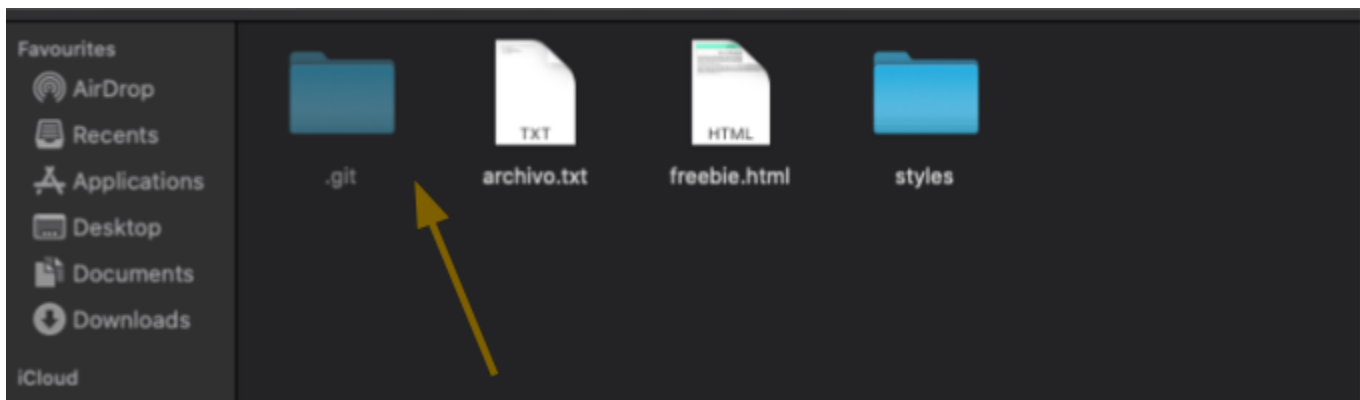 Favourites
AirDrop
Recents
Applications
Desktop
Documents
Downloads
iCloud
TXT
HTML
.git
archivo.txt
freebie.html
styles